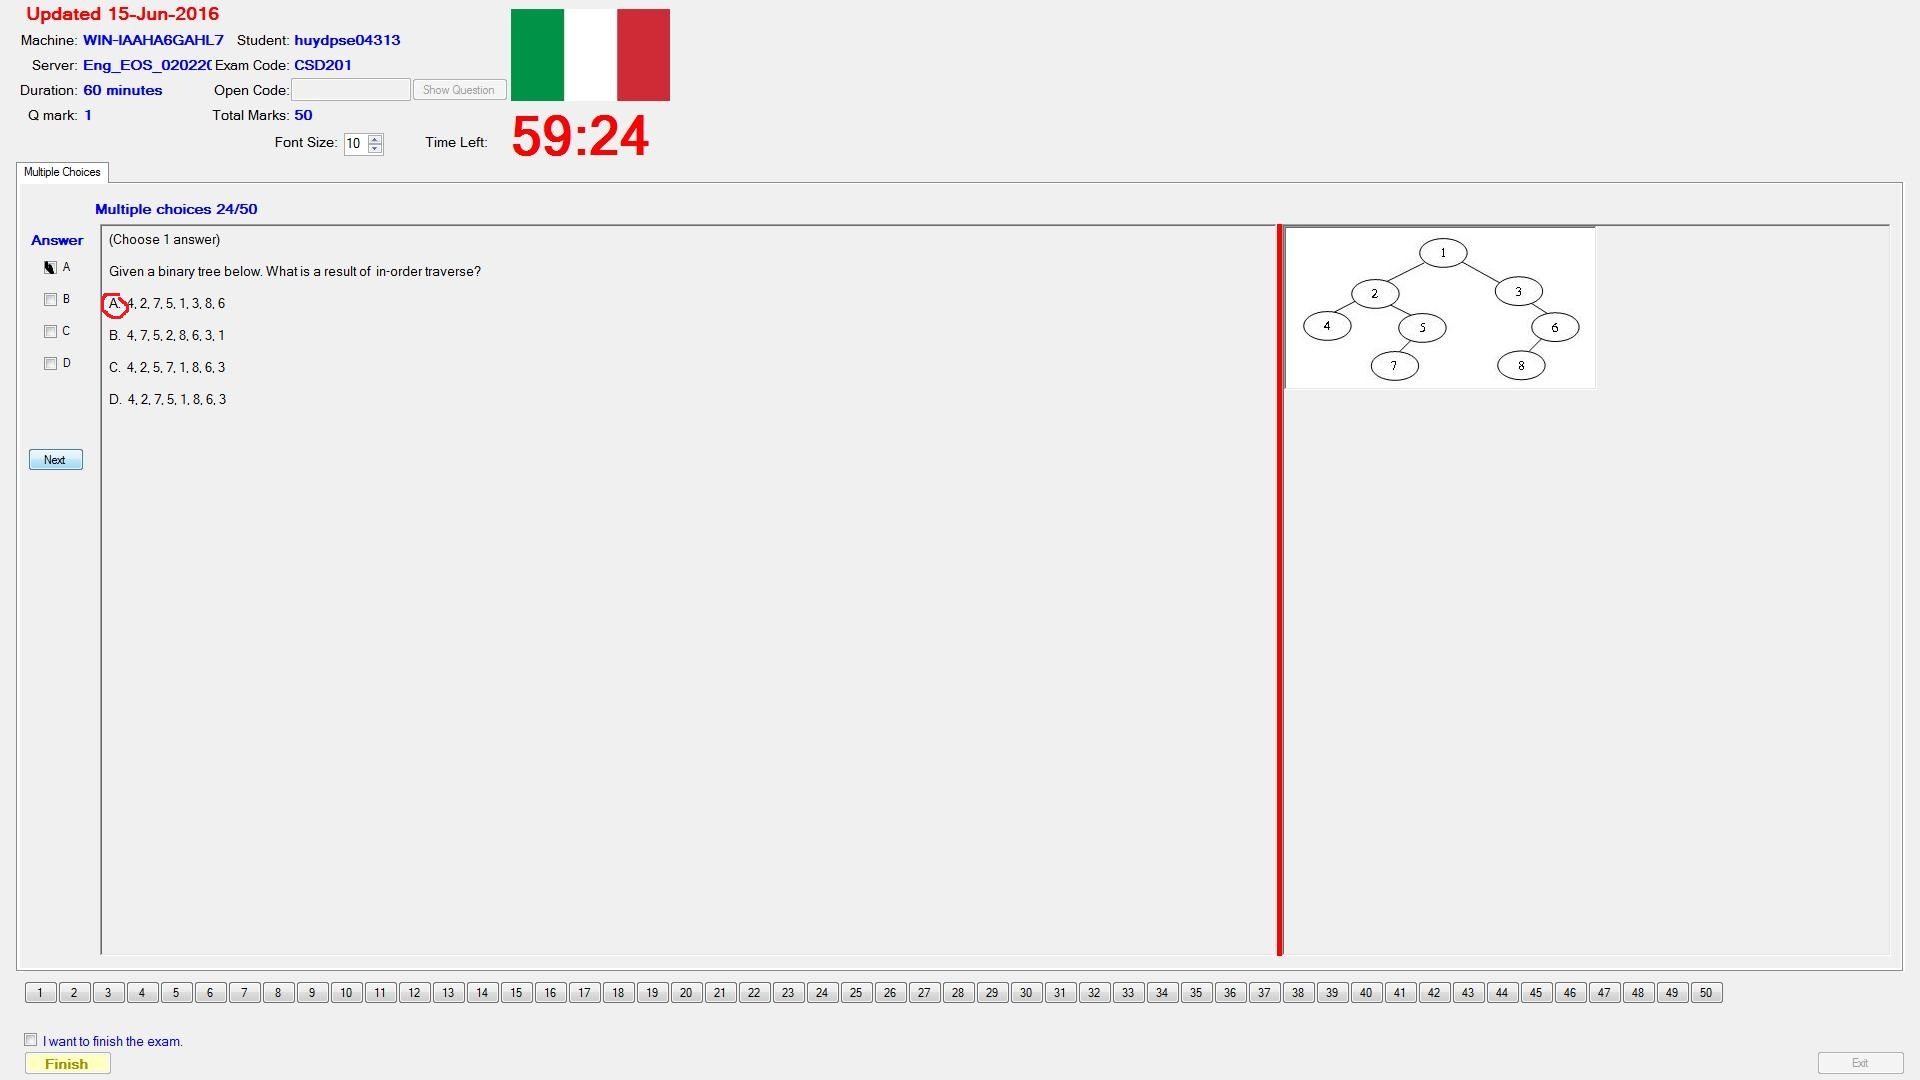 Updated 15-Jun-2016
Machine: WIN-IAAHA6GAHL7 Student: huydpse04313
Server: Eng_EOS_020220 Exam Code: CSD201
Duration: 60 minutes Open Code: Show Question
Q mark: 1 Total Marks: 50
Font Size: 10 Time Left: 59:24
Multiple Choices
Multiple choices 24/50
Answer
A
B
C
D
Next
(Choose 1 answer)
Given a binary tree below. What is a result of in-order traverse?
A. 4, 2, 7, 5, 1, 3, 8, 6
B. 4, 7, 5, 2, 8, 6, 3, 1
C. 4, 2, 5, 7, 1, 8, 6, 3
D. 4, 2, 7, 5, 1, 8, 6, 3
1
2 3
4 5 6
7 8
1 2 3 4 5 6 7 8 9 10 11 12 13 14 15 16 17 18 19 20 21 22 23 24 25 26 27 28 29 30 31 32 33 34 35 36 37 38 39 40 41 42 43 44 45 46 47 48 49 50
I want to finish the exam.
Finish Exit